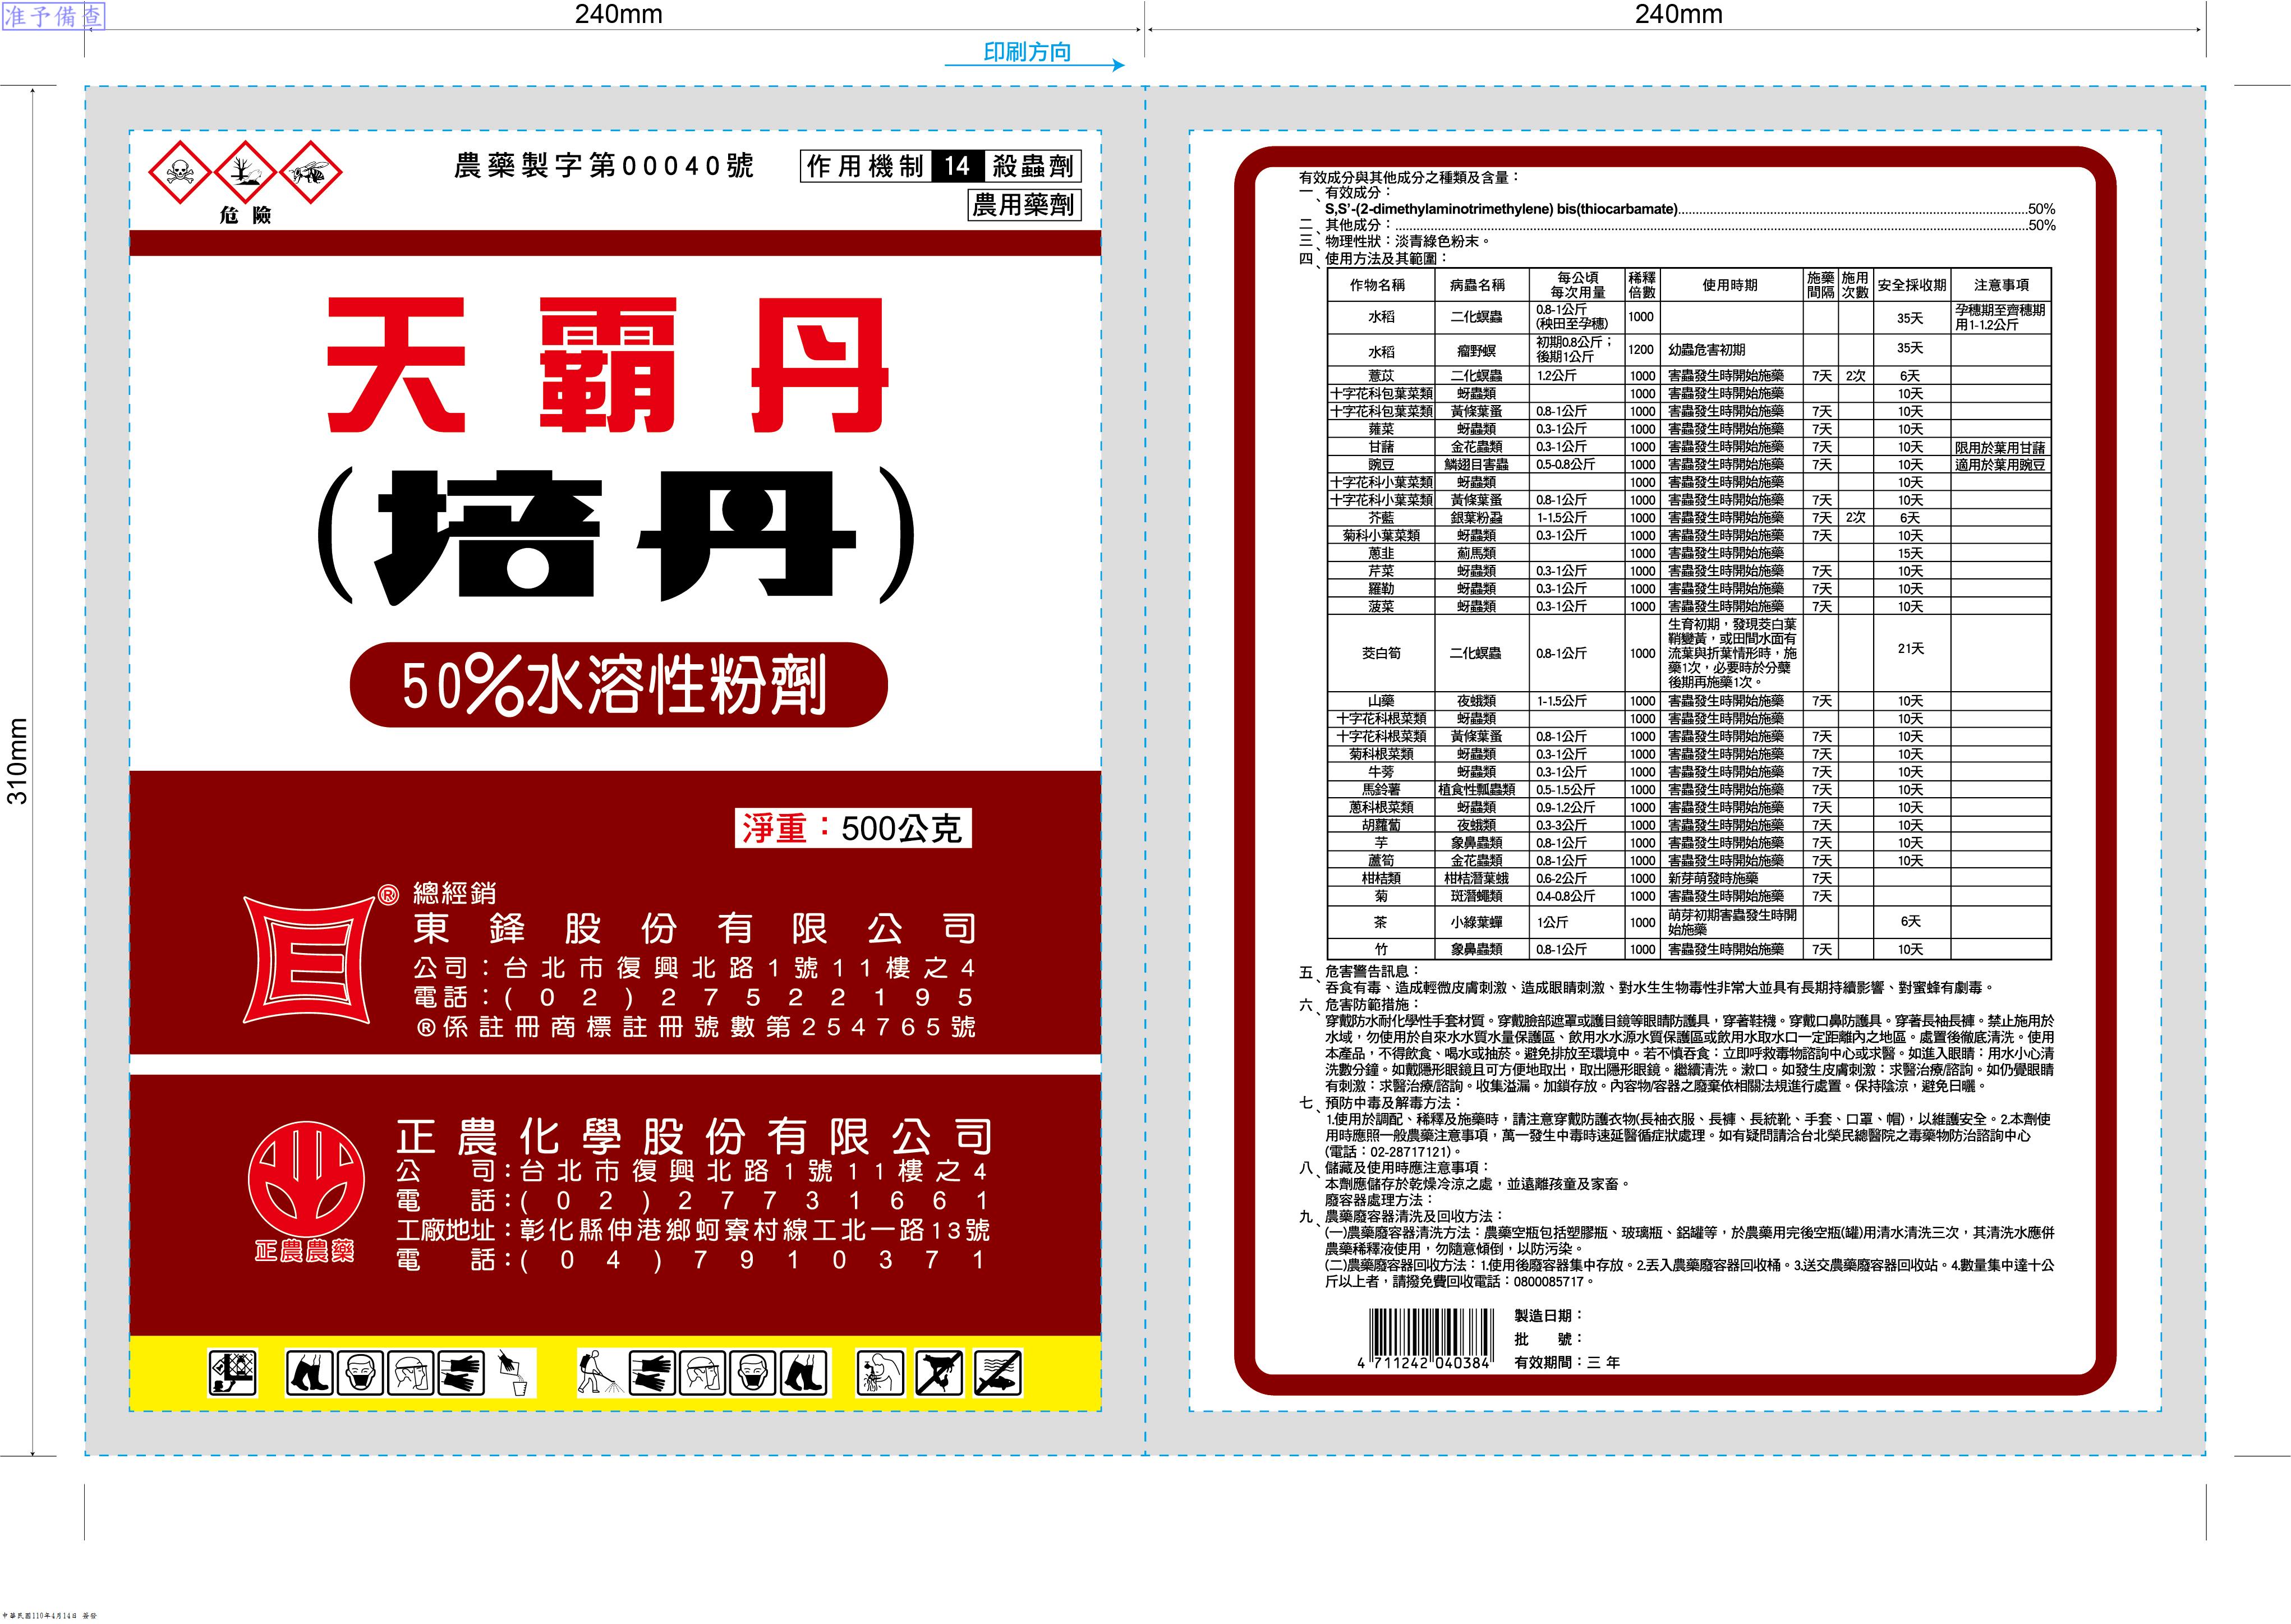 准予備查
240mm
240mm
印刷方向
310mm
農藥製字第00040號
作用機制 14 殺蟲劑
農用藥劑
危險
天霸丹
(培丹)
50%水溶性粉劑
淨重：500公克
® 總經銷
東鋒股份有限公司
公司：台北市復興北路1號11樓之4
電話：(02)27522195
®係註冊商標註冊號數第254765號
正農化學股份有限公司
公　　司：台北市復興北路1號11樓之4
電　　話：(02)27731661
工廠地址：彰化縣伸港鄉蚵寮村線工北一路13號
電　　話：(04)7910371
正農農藥
有效成分與其他成分之種類及含量：
一、有效成分：
S,S'-(2-dimethylaminotrimethylene) bis(thiocarbamate)....................50%
二、其他成分：....................50%
三、物理性狀：淡青綠色粉末。
四、使用方法及其範圍：
作物名稱 病蟲名稱 每公頃每次用量 稀釋倍數 使用時期 施藥間隔 施用次數 安全採收期 注意事項
水稻 二化螟蟲 0.8-1公斤(秧田至孕穗) 1000 35天 孕穗期至齊穗期用1-1.2公斤
水稻 瘤野螟 初期0.8公斤；後期1公斤 1200 幼蟲危害初期 35天
薏苡 二化螟蟲 1.2公斤 1000 害蟲發生時開始施藥 7天 2次 6天
十字花科包葉菜類 蚜蟲類 1000 害蟲發生時開始施藥 10天
十字花科包葉菜類 黃條葉蚤 0.8-1公斤 1000 害蟲發生時開始施藥 7天 10天
蕹菜 蚜蟲類 0.3-1公斤 1000 害蟲發生時開始施藥 7天 10天
甘藷 金花蟲類 0.3-1公斤 1000 害蟲發生時開始施藥 7天 10天 限用於葉用甘藷
豌豆 鱗翅目害蟲 0.5-0.8公斤 1000 害蟲發生時開始施藥 7天 10天 適用於葉用豌豆
十字花科小葉菜類 蚜蟲類 1000 害蟲發生時開始施藥 10天
十字花科小葉菜類 黃條葉蚤 0.8-1公斤 1000 害蟲發生時開始施藥 7天 10天
芥藍 銀葉粉蝨 1-1.5公斤 1000 害蟲發生時開始施藥 7天 2次 6天
菊科小葉菜類 蚜蟲類 0.3-1公斤 1000 害蟲發生時開始施藥 7天 10天
蔥韭 薊馬類 1000 害蟲發生時開始施藥 15天
芹菜 蚜蟲類 0.3-1公斤 1000 害蟲發生時開始施藥 7天 10天
羅勒 蚜蟲類 0.3-1公斤 1000 害蟲發生時開始施藥 7天 10天
菠菜 蚜蟲類 0.3-1公斤 1000 害蟲發生時開始施藥 7天 10天
茭白筍 二化螟蟲 0.8-1公斤 1000 生育初期，發現茭白葉鞘變黃，或田間水面有流葉與折葉情形時，施藥1次，必要時於分蘗後期再施藥1次。 21天
山藥 夜蛾類 1-1.5公斤 1000 害蟲發生時開始施藥 7天 10天
十字花科根菜類 蚜蟲類 1000 害蟲發生時開始施藥 10天
十字花科根菜類 黃條葉蚤 0.8-1公斤 1000 害蟲發生時開始施藥 7天 10天
菊科根菜類 蚜蟲類 0.3-1公斤 1000 害蟲發生時開始施藥 7天 10天
牛蒡 蚜蟲類 0.3-1公斤 1000 害蟲發生時開始施藥 7天 10天
馬鈴薯 植食性瓢蟲類 0.5-1.5公斤 1000 害蟲發生時開始施藥 7天 10天
蔥科根菜類 蚜蟲類 0.9-1.2公斤 1000 害蟲發生時開始施藥 7天 10天
胡蘿蔔 夜蛾類 0.3-3公斤 1000 害蟲發生時開始施藥 7天 10天
芋 象鼻蟲類 0.8-1公斤 1000 害蟲發生時開始施藥 7天 10天
蘆筍 金花蟲類 0.8-1公斤 1000 害蟲發生時開始施藥 7天 10天
柑桔類 柑桔潛葉蛾 0.6-2公斤 1000 新芽萌發時施藥 7天
菊 斑潛蠅類 0.4-0.8公斤 1000 害蟲發生時開始施藥 7天
茶 小綠葉蟬 1公斤 1000 萌芽初期害蟲發生時開始施藥 6天
竹 象鼻蟲類 0.8-1公斤 1000 害蟲發生時開始施藥 7天 10天
五、危害警告訊息：
吞食有毒、造成輕微皮膚刺激、造成眼睛刺激、對水生生物毒性非常大並具有長期持續影響、對蜜蜂有劇毒。
六、危害防範措施：
穿戴防水耐化學性手套材質。穿戴臉部遮罩或護目鏡等眼睛防護具，穿著鞋襪。穿戴口鼻防護具。穿著長袖長褲。禁止施用於
水域，勿使用於自來水水質水量保護區、飲用水水源水質保護區或飲用水取水口一定距離內之地區。處置後徹底清洗。使用
本產品，不得飲食、喝水或抽菸。避免排放至環境中。若不慎吞食：立即呼救毒物諮詢中心或求醫。如進入眼睛：用水小心清
洗數分鐘。如戴隱形眼鏡且可方便地取出，取出隱形眼鏡。繼續清洗。漱口。如發生皮膚刺激：求醫治療/諮詢。如仍覺眼睛
有刺激：求醫治療/諮詢。收集溢漏。加鎖存放。內容物/容器之廢棄依相關法規進行處置。保持陰涼，避免日曬。
七、預防中毒及解毒方法：
1.使用於調配、稀釋及施藥時，請注意穿戴防護衣物(長袖衣服、長褲、長統靴、手套、口罩、帽)，以維護安全。2.本劑使
用時應照一般農藥注意事項，萬一發生中毒時速延醫循症狀處理。如有疑問請洽台北榮民總醫院之毒藥物防治諮詢中心
(電話：02-28717121)。
八、儲藏及使用時應注意事項：
本劑應儲存於乾燥冷涼之處，並遠離孩童及家畜。
廢容器處理方法：
九、農藥廢容器清洗及回收方法：
(一)農藥廢容器清洗方法：農藥空瓶包括塑膠瓶、玻璃瓶、鋁罐等，於農藥用完後空瓶(罐)用清水清洗三次，其清洗水應併
農藥稀釋液使用，勿隨意傾倒，以防污染。
(二)農藥廢容器回收方法：1.使用後廢容器集中存放。2.丟入農藥廢容器回收桶。3.送交農藥廢容器回收站。4.數量集中達十公
斤以上者，請撥免費回收電話：0800085717。
製造日期：
批　　號：
有效期間：三 年
4 711242 040384
中華民國110年4月14日 簽發